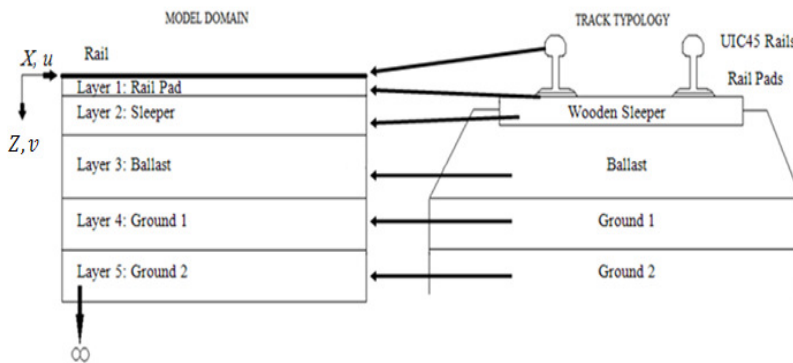 MODEL DOMAIN
TRACK TYPOLOGY
Rail
UIC45 Rails
X, u
Layer 1: Rail Pad
Rail Pads
Layer 2: Sleeper
Wooden Sleeper
Z, v
Layer 3: Ballast
Ballast
Layer 4: Ground 1
Ground 1
Layer 5: Ground 2
Ground 2
∞